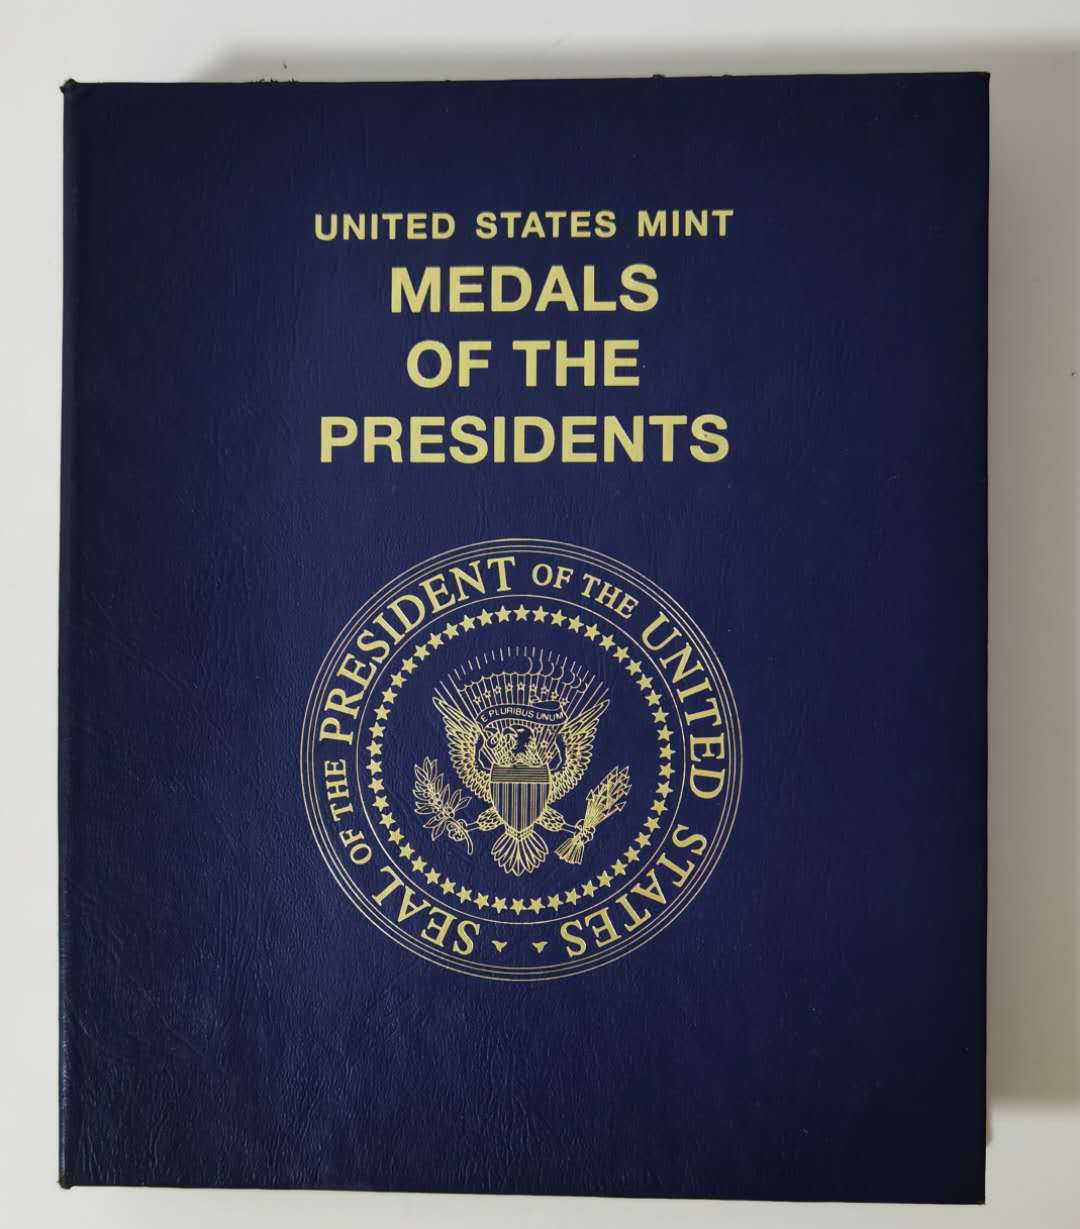 UNITED STATES MINT
MEDALS
OF THE
PRESIDENTS
SEAL OF THE PRESIDENT OF THE UNITED STATES
E PLURIBUS UNUM